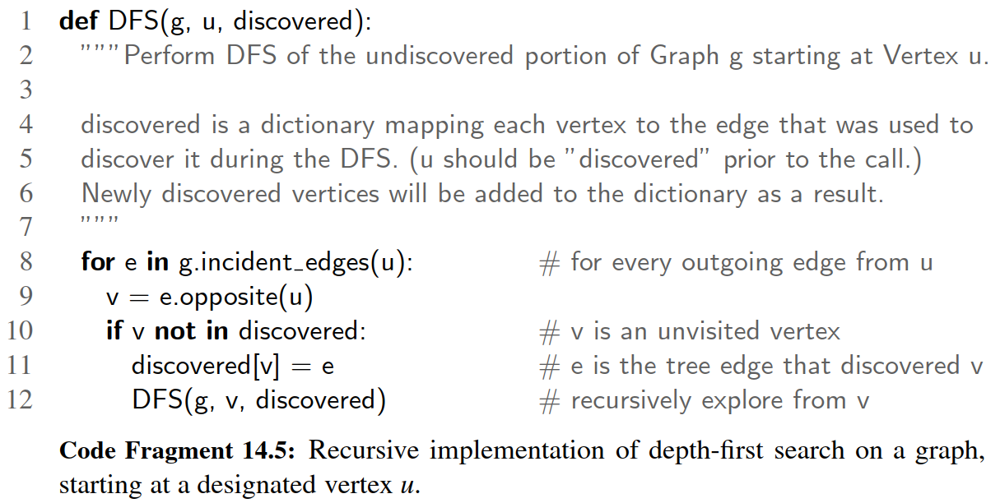 1 def DFS(g, u, discovered):
2 """Perform DFS of the undiscovered portion of Graph g starting at Vertex u.
3
4 discovered is a dictionary mapping each vertex to the edge that was used to
5 discover it during the DFS. (u should be "discovered" prior to the call.)
6 Newly discovered vertices will be added to the dictionary as a result.
7 """
8 for e in g.incident_edges(u): # for every outgoing edge from u
9 v = e.opposite(u)
10 if v not in discovered: # v is an unvisited vertex
11 discovered[v] = e # e is the tree edge that discovered v
12 DFS(g, v, discovered) # recursively explore from v
Code Fragment 14.5: Recursive implementation of depth-first search on a graph,
starting at a designated vertex u.